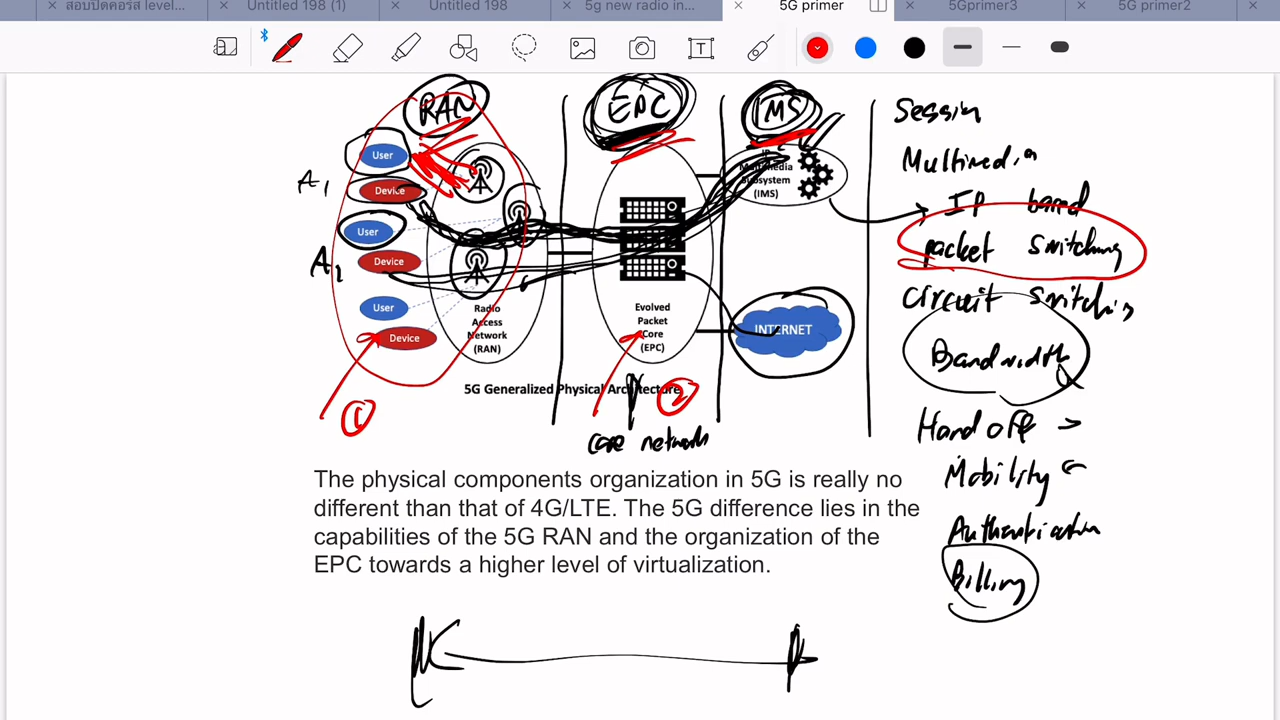 สอบปิดคอร์ส level...
Untitled 198 (1)
Untitled 198
5g new radio in...
5G primer
5Gprimer3
5G primer2
RAN
EPC
IMS
Session
Multimedia
IP based
packet switching
circuit switching
Bandwidth
Hand off
Mobility
Authentication
Billing
User
A1
Device
User
A2
Device
User
Device
Radio
Access
Network
(RAN)
Evolved
Packet
Core
(EPC)
IP
Multimedia
Subsystem
(IMS)
INTERNET
5G Generalized Physical Architecture
1
2
core network
The physical components organization in 5G is really no
different than that of 4G/LTE. The 5G difference lies in the
capabilities of the 5G RAN and the organization of the
EPC towards a higher level of virtualization.